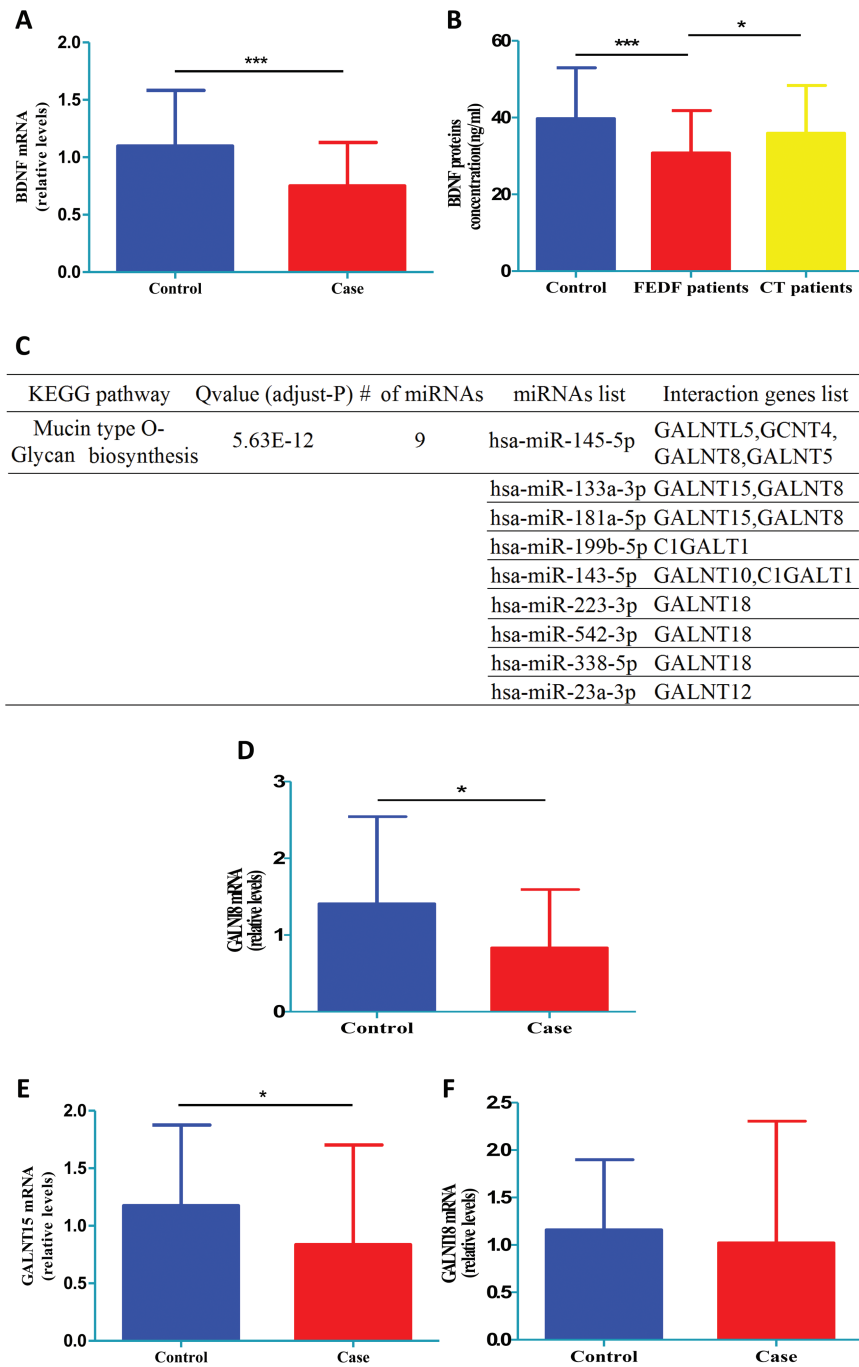 A
2.0
1.5
1.0
0.5
0.0
BDNF mRNA
(relative levels)
***
Control
Case
B
60
40
20
0
BDNF proteins
concentration(ng/ml)
***
*
Control
FEDF patients
CT patients
C
KEGG pathway Qvalue (adjust-P) # of miRNAs miRNAs list Interaction genes list
Mucin type O-
Glycan biosynthesis
5.63E-12 9 hsa-miR-145-5p
GALNTL5,GCNT4,
GALNT8,GALNT5
hsa-miR-133a-3p GALNT15,GALNT8
hsa-miR-181a-5p GALNT15,GALNT8
hsa-miR-199b-5p C1GALT1
hsa-miR-143-5p GALNT10,C1GALT1
hsa-miR-223-3p GALNT18
hsa-miR-542-3p GALNT18
hsa-miR-338-5p GALNT18
hsa-miR-23a-3p GALNT12
D
3
2
1
0
(relative levels)
*
Control
Case
E
2.0
1.5
1.0
0.5
0.0
GALNT15 mRNA
(relative levels)
*
Control
Case
F
2.5
2.0
1.5
1.0
0.5
0.0
GALNT18 mRNA
(relative levels)
Control
Case